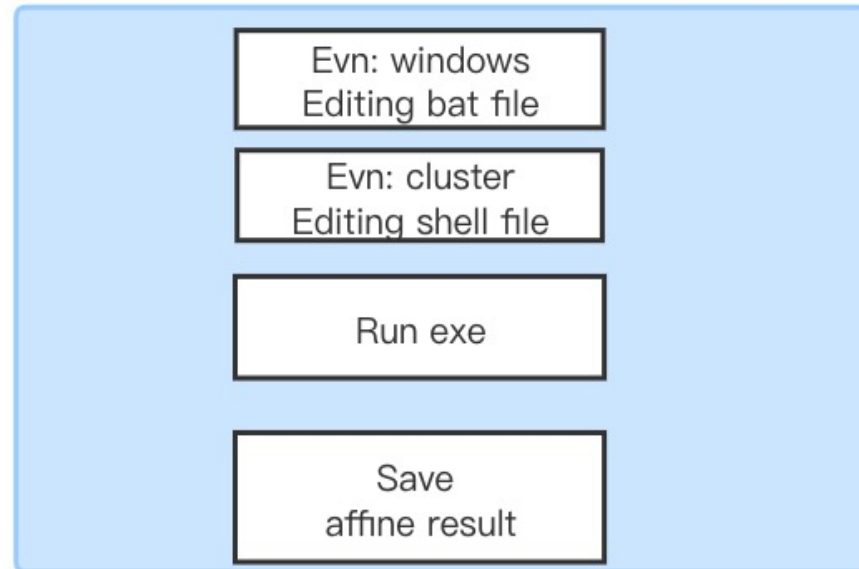 Evn: windows
Editing bat file
Evn: cluster
Editing shell file
Run exe
Save
affine result